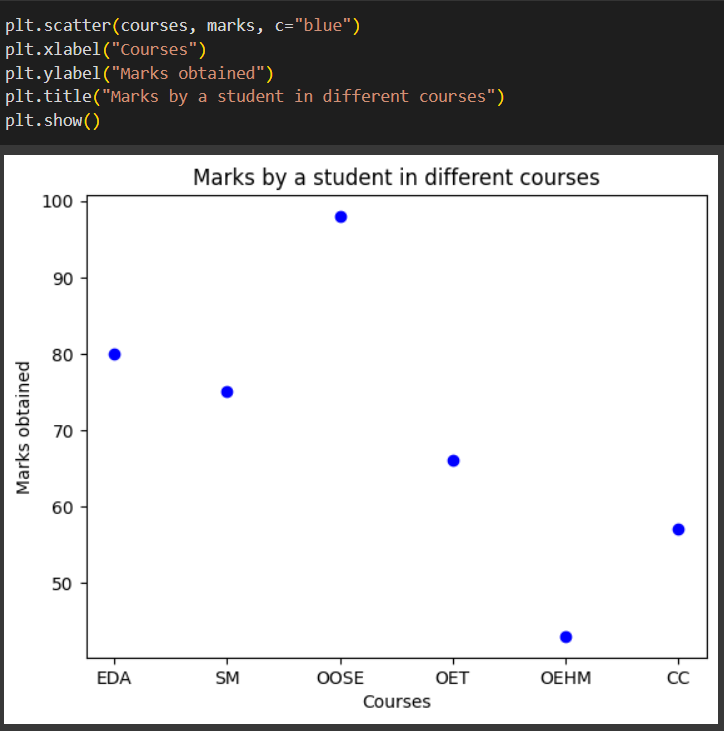 plt.scatter(courses, marks, c="blue")
plt.xlabel("Courses")
plt.ylabel("Marks obtained")
plt.title("Marks by a student in different courses")
plt.show()
Marks by a student in different courses
100
90
80
70
60
50
Marks obtained
EDA SM OOSE OET OEHM CC
Courses